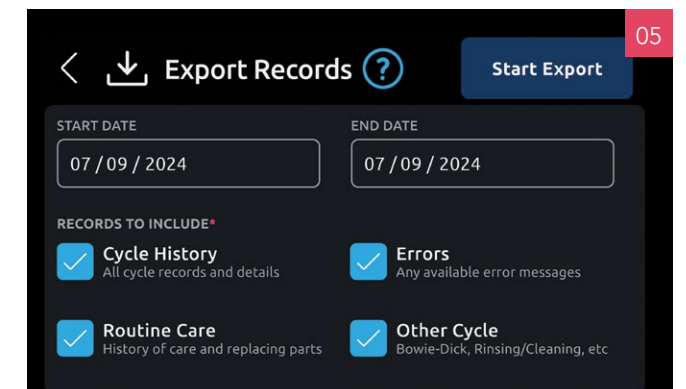 05
Export Records ?
Start Export
START DATE
END DATE
07 / 09 / 2024
07 / 09 / 2024
RECORDS TO INCLUDE*
Cycle History
All cycle records and details
Errors
Any available error messages
Routine Care
History of care and replacing parts
Other Cycle
Bowie-Dick, Rinsing/Cleaning, etc